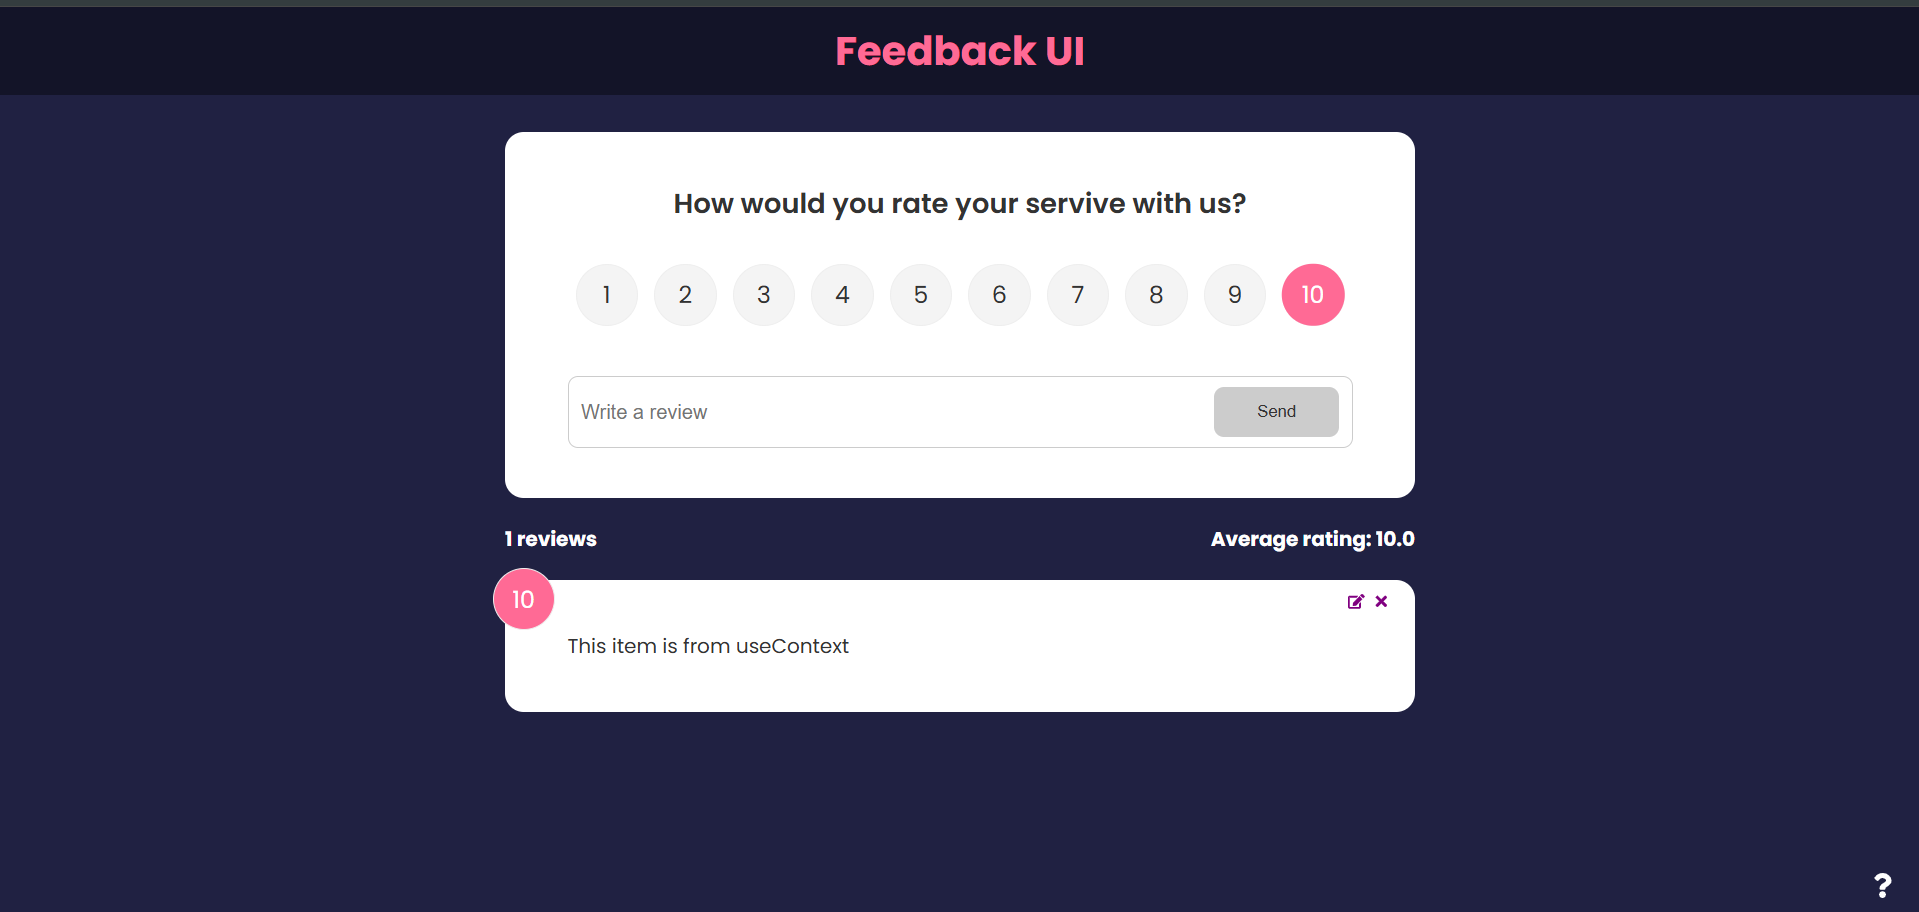 Feedback UI
How would you rate your servive with us?
1 2 3 4 5 6 7 8 9 10
Write a review Send
1 reviews Average rating: 10.0
10
This item is from useContext
?